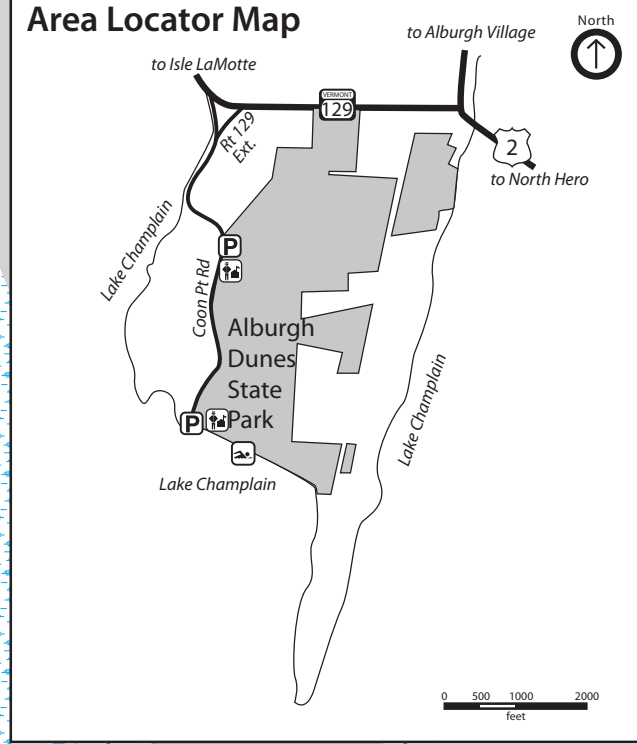 Area Locator Map
North
to Alburgh Village
to Isle LaMotte
VERMONT
129
Rt 129
Ext.
2
to North Hero
Lake Champlain
P
Coon Pt Rd
Alburgh
Dunes
State
Park
P
Lake Champlain
Lake Champlain
0 500 1000 2000
feet